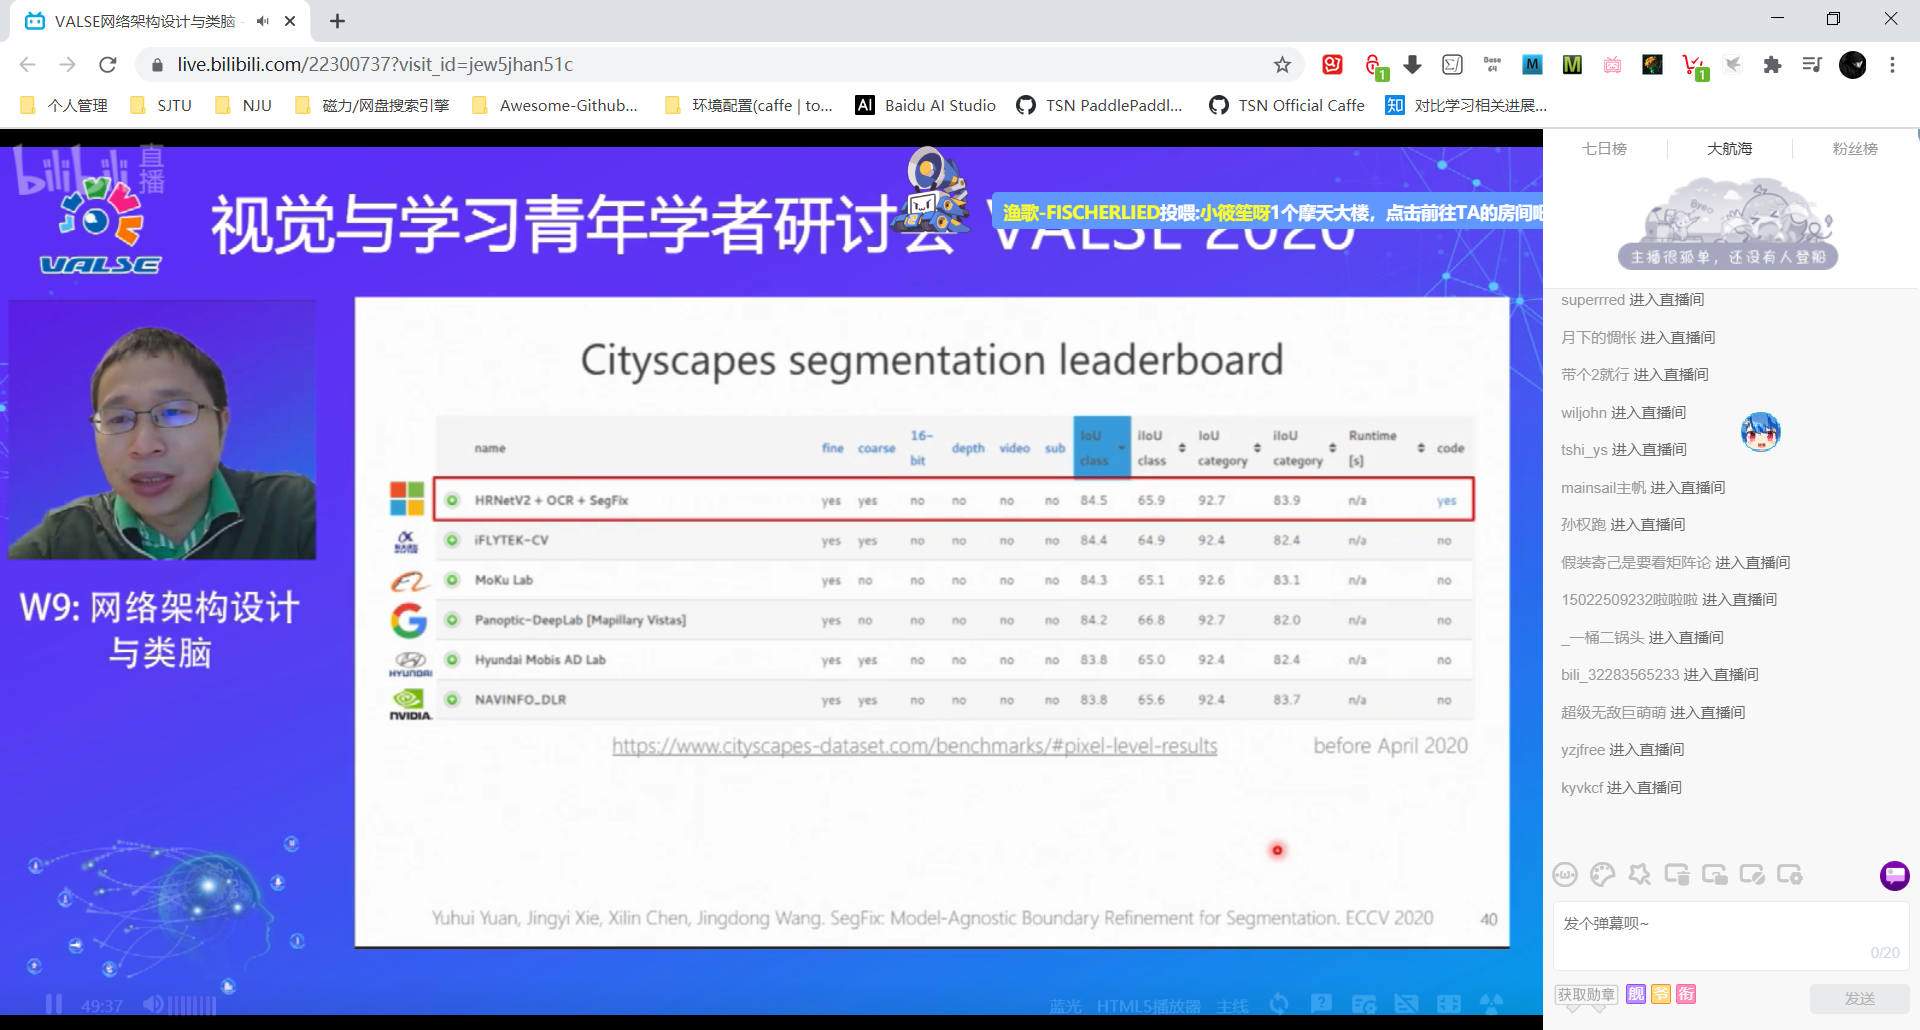 VALSE网络架构设计与类脑
live.bilibili.com/22300737?visit_id=jew5jhan51c
1
Base 64
M
M
1
个人管理
SJTU
NJU
磁力/网盘搜索引擎
Awesome-Github...
环境配置(caffe | to...
AI Baidu AI Studio
TSN PaddlePaddl...
TSN Official Caffe
知 对比学习相关进展...
bilibili 直播
VALSE
视觉与学习青年学者研讨会 VALSE 2020
渔歌-FISCHERLIED投喂:小筱笙呀1个摩天大楼，点击前往TA的房间吧
W9: 网络架构设计
与类脑
Cityscapes segmentation leaderboard
name fine coarse 16-bit depth video sub IoU class iIoU class IoU category iIoU category Runtime [s] code
HRNetV2 + OCR + SegFix yes yes no no no no 84.5 65.9 92.7 83.9 n/a yes
iFLYTEK-CV yes yes no no no no 84.4 64.9 92.4 82.4 n/a no
MoKu Lab yes no no no no no 84.3 65.1 92.6 83.1 n/a no
Panoptic-DeepLab [Mapillary Vistas] yes no no no no no 84.2 66.8 92.7 82.0 n/a no
HYUNDAI Hyundai Mobis AD Lab yes yes no no no no 83.8 65.0 92.4 82.4 n/a no
NVIDIA. NAVINFO_DLR yes yes no no no no 83.8 65.6 92.4 83.7 n/a no
https://www.cityscapes-dataset.com/benchmarks/#pixel-level-results
before April 2020
Yuhui Yuan, Jingyi Xie, Xilin Chen, Jingdong Wang. SegFix: Model-Agnostic Boundary Refinement for Segmentation. ECCV 2020
40
49:37
蓝光 HTML5播放器 主线
七日榜
大航海
粉丝榜
主播很孤单，还没有人登船
superrred 进入直播间
月下的惆怅 进入直播间
带个2就行 进入直播间
wiljohn 进入直播间
tshi_ys 进入直播间
mainsail主帆 进入直播间
孙权跑 进入直播间
假装寄己是要看矩阵论 进入直播间
15022509232啦啦啦 进入直播间
_一桶二锅头 进入直播间
bili_32283565233 进入直播间
超级无敌巨萌萌 进入直播间
yzjfree 进入直播间
kyvkcf 进入直播间
发个弹幕呗~
0/20
获取勋章 舰 爷 衔
发送